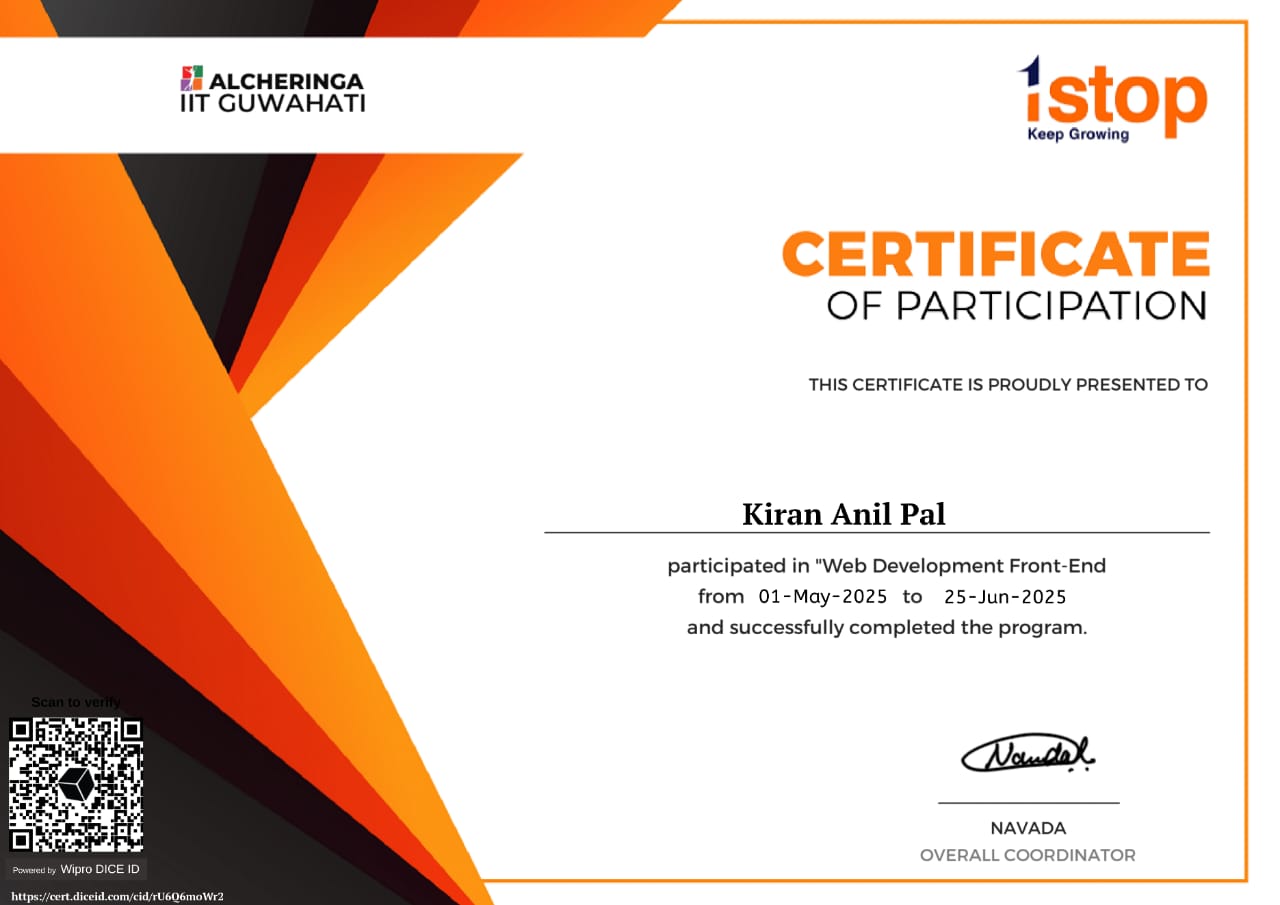 ALCHERINGA
IIT GUWAHATI
1stop
Keep Growing
CERTIFICATE
OF PARTICIPATION
THIS CERTIFICATE IS PROUDLY PRESENTED TO
Kiran Anil Pal
participated in "Web Development Front-End
from 01-May-2025 to 25-Jun-2025
and successfully completed the program.
Scan to verify
Powered by Wipro DICE ID
https://cert.diceid.com/cid/rU6Q6moWr2
Nandal
NAVADA
OVERALL COORDINATOR